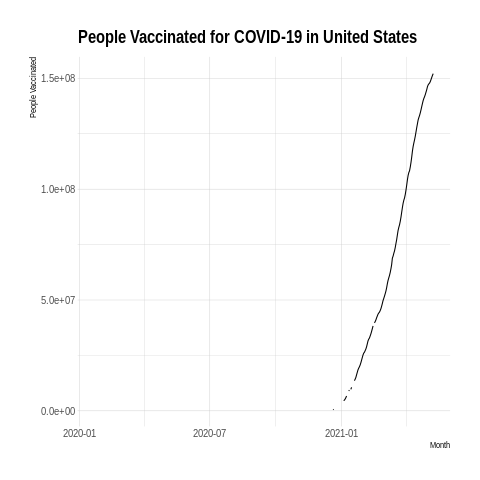 People Vaccinated for COVID-19 in United States
People Vaccinated
1.5e+08
1.0e+08
5.0e+07
0.0e+00
2020-01
2020-07
2021-01
Month